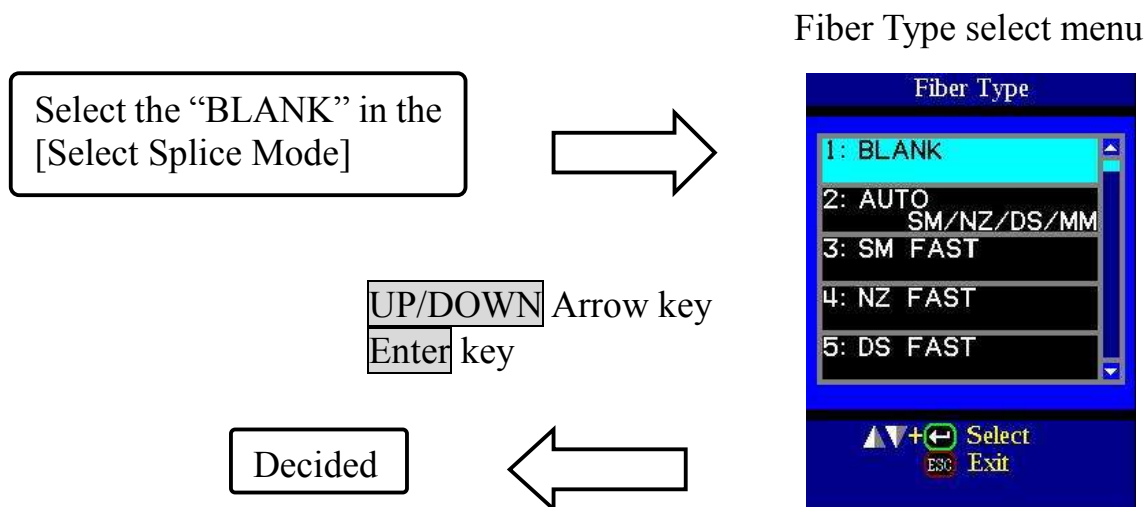 Fiber Type select menu
Select the “BLANK” in the
[Select Splice Mode]
Fiber Type
1: BLANK
2: AUTO
SM/NZ/DS/MM
3: SM FAST
4: NZ FAST
5: DS FAST
UP/DOWN Arrow key
Enter key
+ Select
ESC Exit
Decided